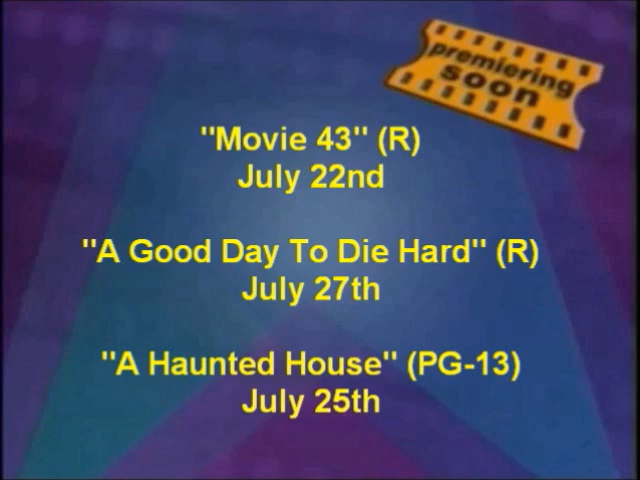 premiering
soon
"Movie 43" (R)
July 22nd
"A Good Day To Die Hard" (R)
July 27th
"A Haunted House" (PG-13)
July 25th